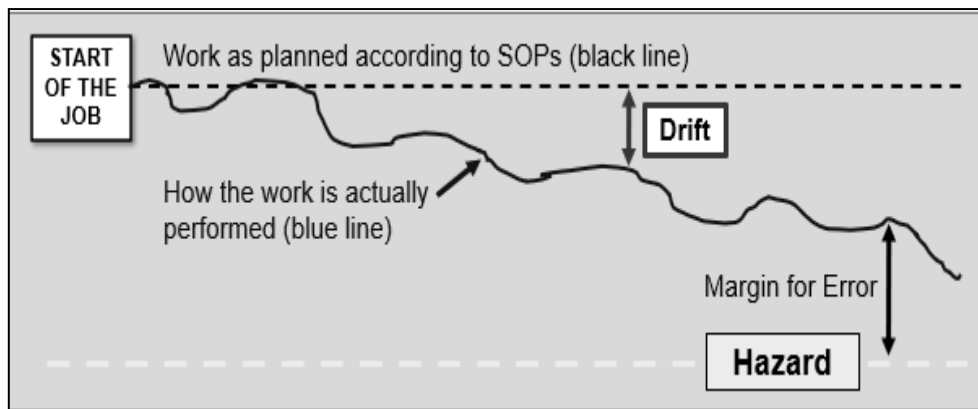 START
OF THE
JOB
Work as planned according to SOPs (black line)
Drift
How the work is actually
performed (blue line)
Margin for Error
Hazard